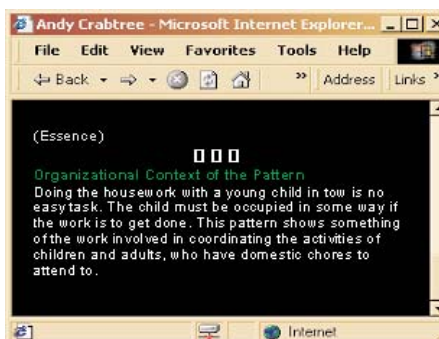 Andy Crabtree - Microsoft Internet Explorer...
File Edit View Favorites Tools Help
Back » Address Links »
(Essence)
Organizational Context of the Pattern
Doing the housework with a young child in tow is no
easy task. The child must be occupied in some way if
the work is to get done. This pattern shows something
of the work involved in coordinating the activities of
children and adults, who have domestic chores to
attend to.
Internet